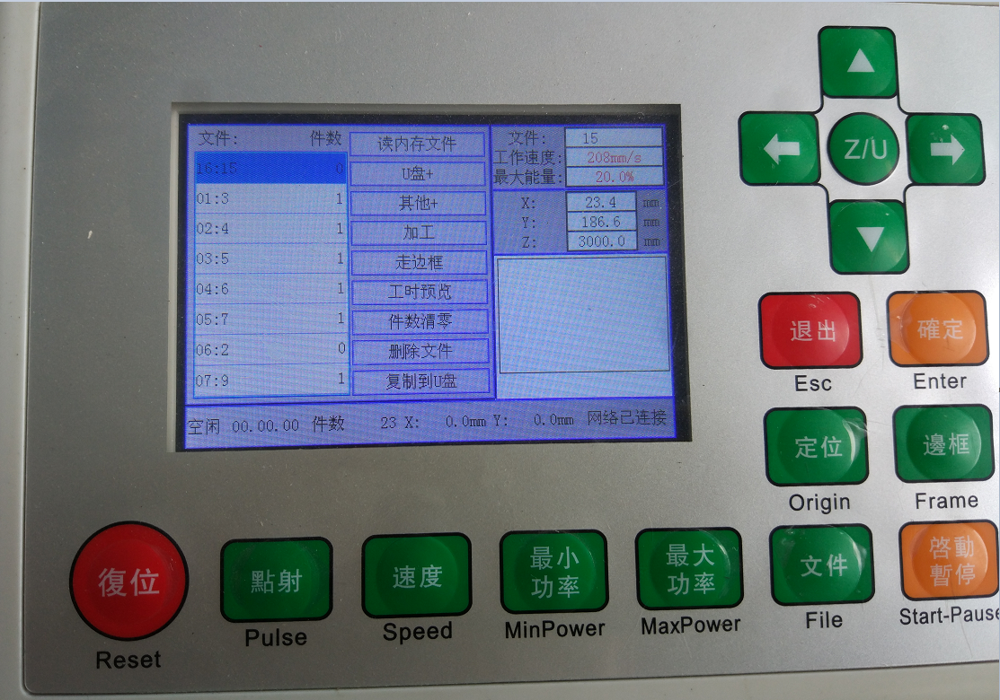 文件: 件数
16:15 0
01:3 1
02:4 1
03:5 1
04:6 1
05:7 1
06:2 0
07:9 1
读内存文件
U盘+
其他+
加工
走边框
工时预览
件数清零
删除文件
复制到U盘
文件: 15
工作速度: 208mm/s
最大能量: 20.0%
X: 23.4 mm
Y: 186.6 mm
Z: 3000.0 mm
空闲 00.00.00 件数 23 X: 0.0mm Y: 0.0mm 网络已连接
Z/U
退出
Esc
確定
Enter
定位
Origin
邊框
Frame
復位
Reset
點射
Pulse
速度
Speed
最小
功率
MinPower
最大
功率
MaxPower
文件
File
啓動
暫停
Start-Pause